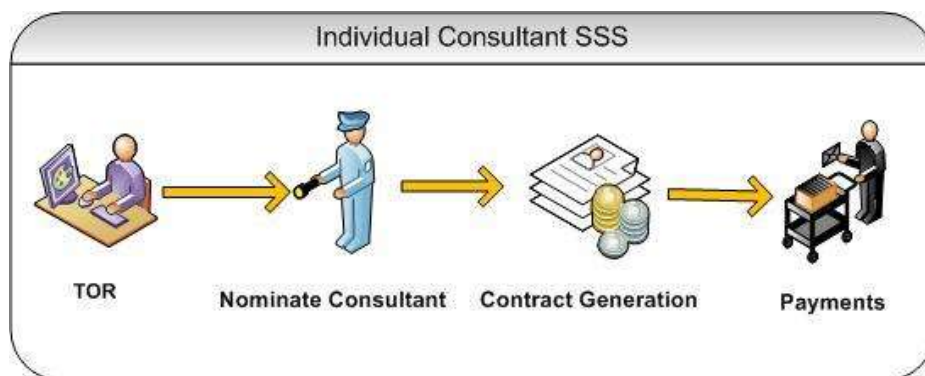 Individual Consultant SSS
TOR
Nominate Consultant
Contract Generation
Payments